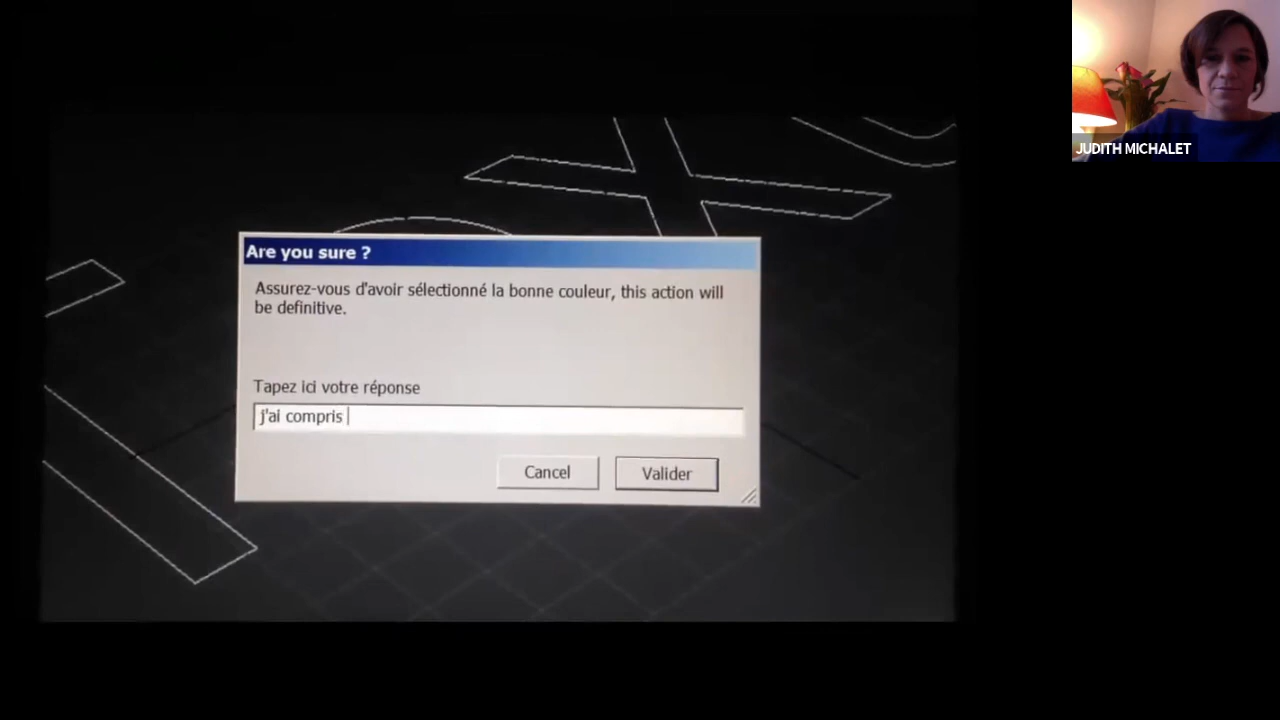 JUDITH MICHALET
Are you sure ?
Assurez-vous d'avoir sélectionné la bonne couleur, this action will
be definitive.
Tapez ici votre réponse
j'ai compris
Cancel
Valider